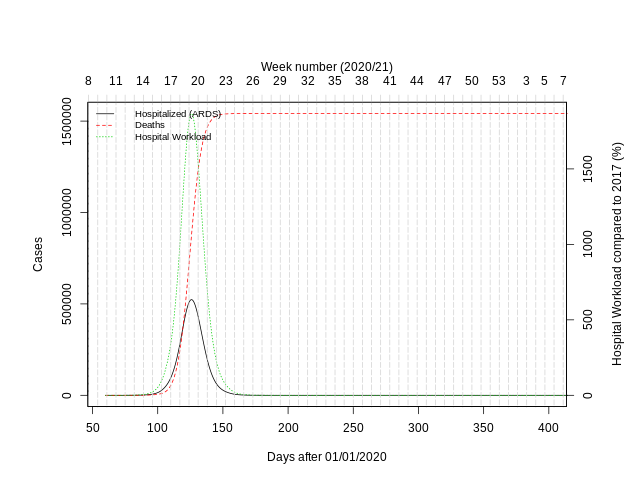 Week number (2020/21)
8 11 14 17 20 23 26 29 32 35 38 41 44 47 50 53 3 5 7
Hospitalized (ARDS)
Deaths
Hospital Workload
Cases
0 500000 1000000 1500000
Hospital Workload compared to 2017 (%)
0 500 1000 1500
50 100 150 200 250 300 350 400
Days after 01/01/2020